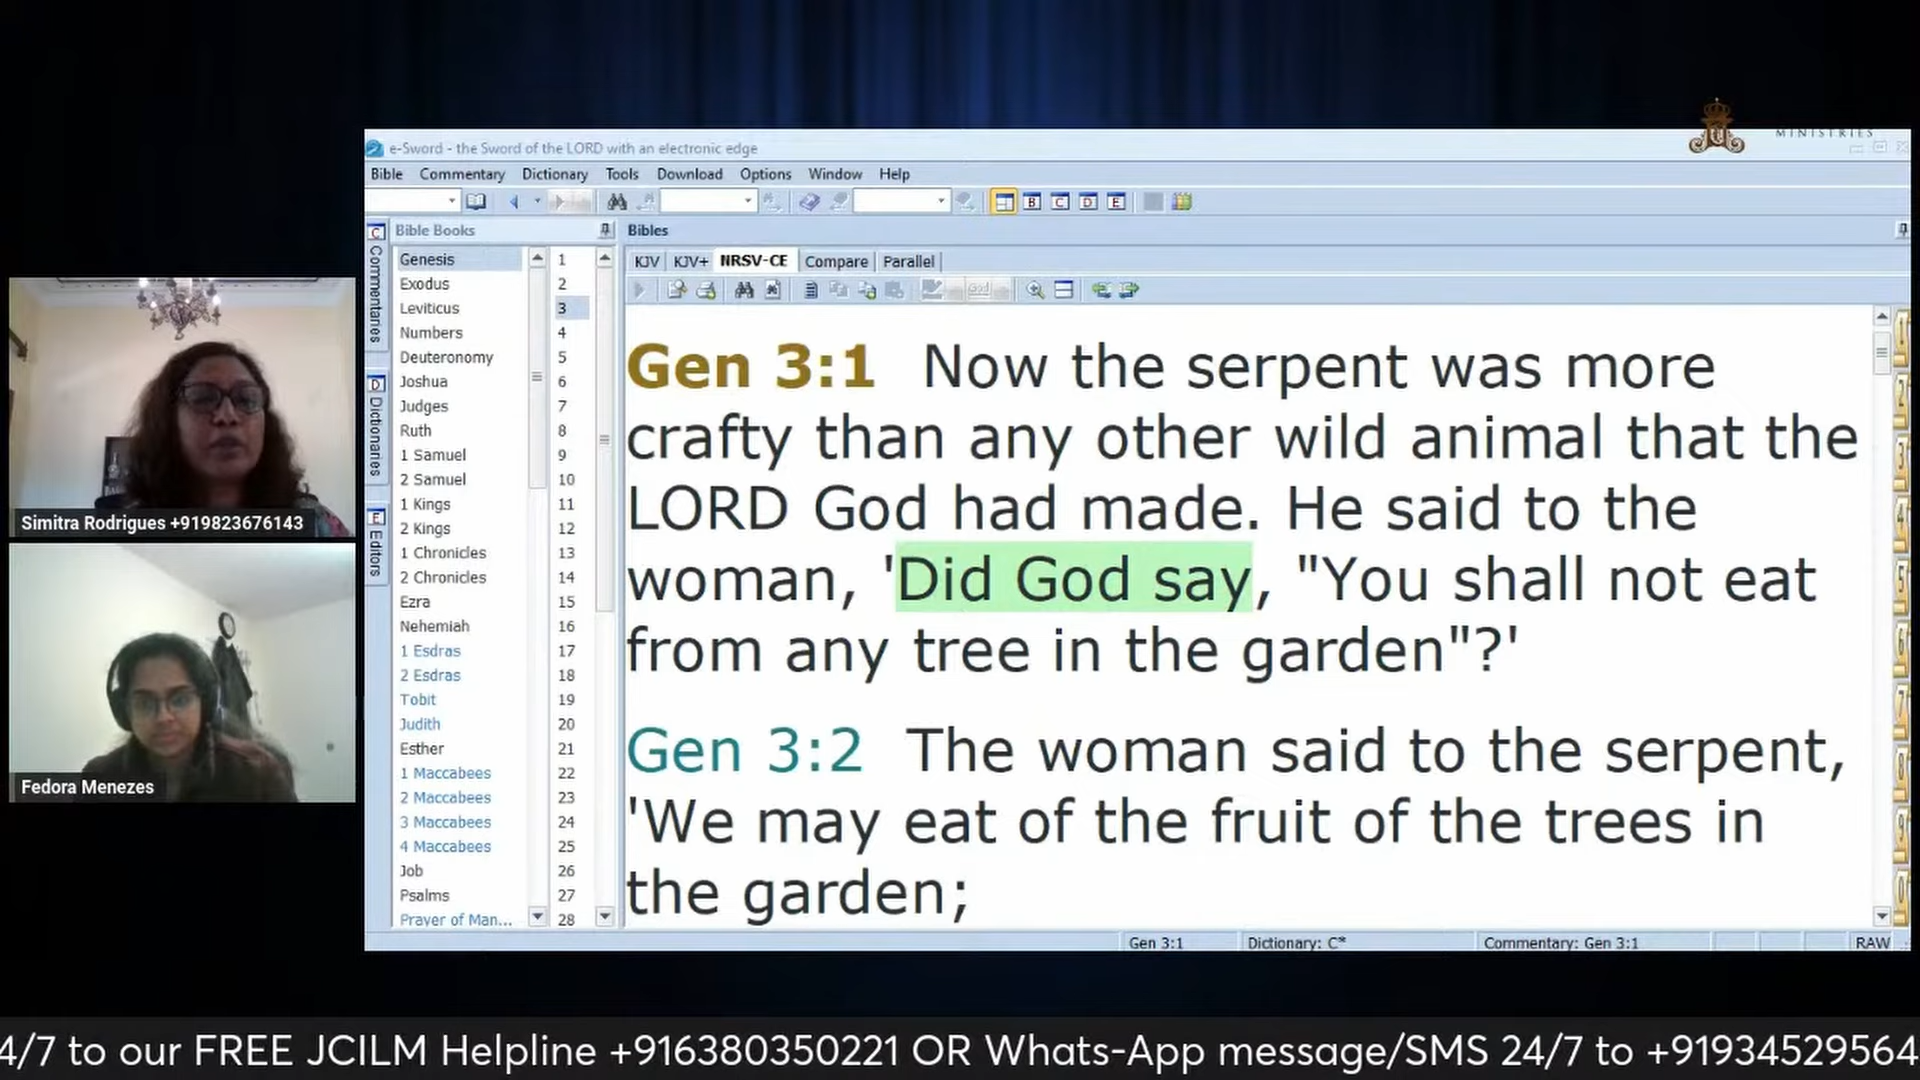 MINISTRIES
e-Sword - the Sword of the LORD with an electronic edge
Bible Commentary Dictionary Tools Download Options Window Help
B C D E
C Commentaries
D Dictionaries
E Editors
Bible Books
Genesis 1
Exodus 2
Leviticus 3
Numbers 4
Deuteronomy 5
Joshua 6
Judges 7
Ruth 8
1 Samuel 9
2 Samuel 10
1 Kings 11
2 Kings 12
1 Chronicles 13
2 Chronicles 14
Ezra 15
Nehemiah 16
1 Esdras 17
2 Esdras 18
Tobit 19
Judith 20
Esther 21
1 Maccabees 22
2 Maccabees 23
3 Maccabees 24
4 Maccabees 25
Job 26
Psalms 27
Prayer of Man... 28
Bibles
KJV KJV+ NRSV-CE Compare Parallel
Gen 3:1 Now the serpent was more
crafty than any other wild animal that the
LORD God had made. He said to the
woman, 'Did God say, "You shall not eat
from any tree in the garden"?'
Gen 3:2 The woman said to the serpent,
'We may eat of the fruit of the trees in
the garden;
Gen 3:1 Dictionary: C* Commentary: Gen 3:1 RAW
Simitra Rodrigues +919823676143
Fedora Menezes
4/7 to our FREE JCILM Helpline +916380350221 OR Whats-App message/SMS 24/7 to +91934529564